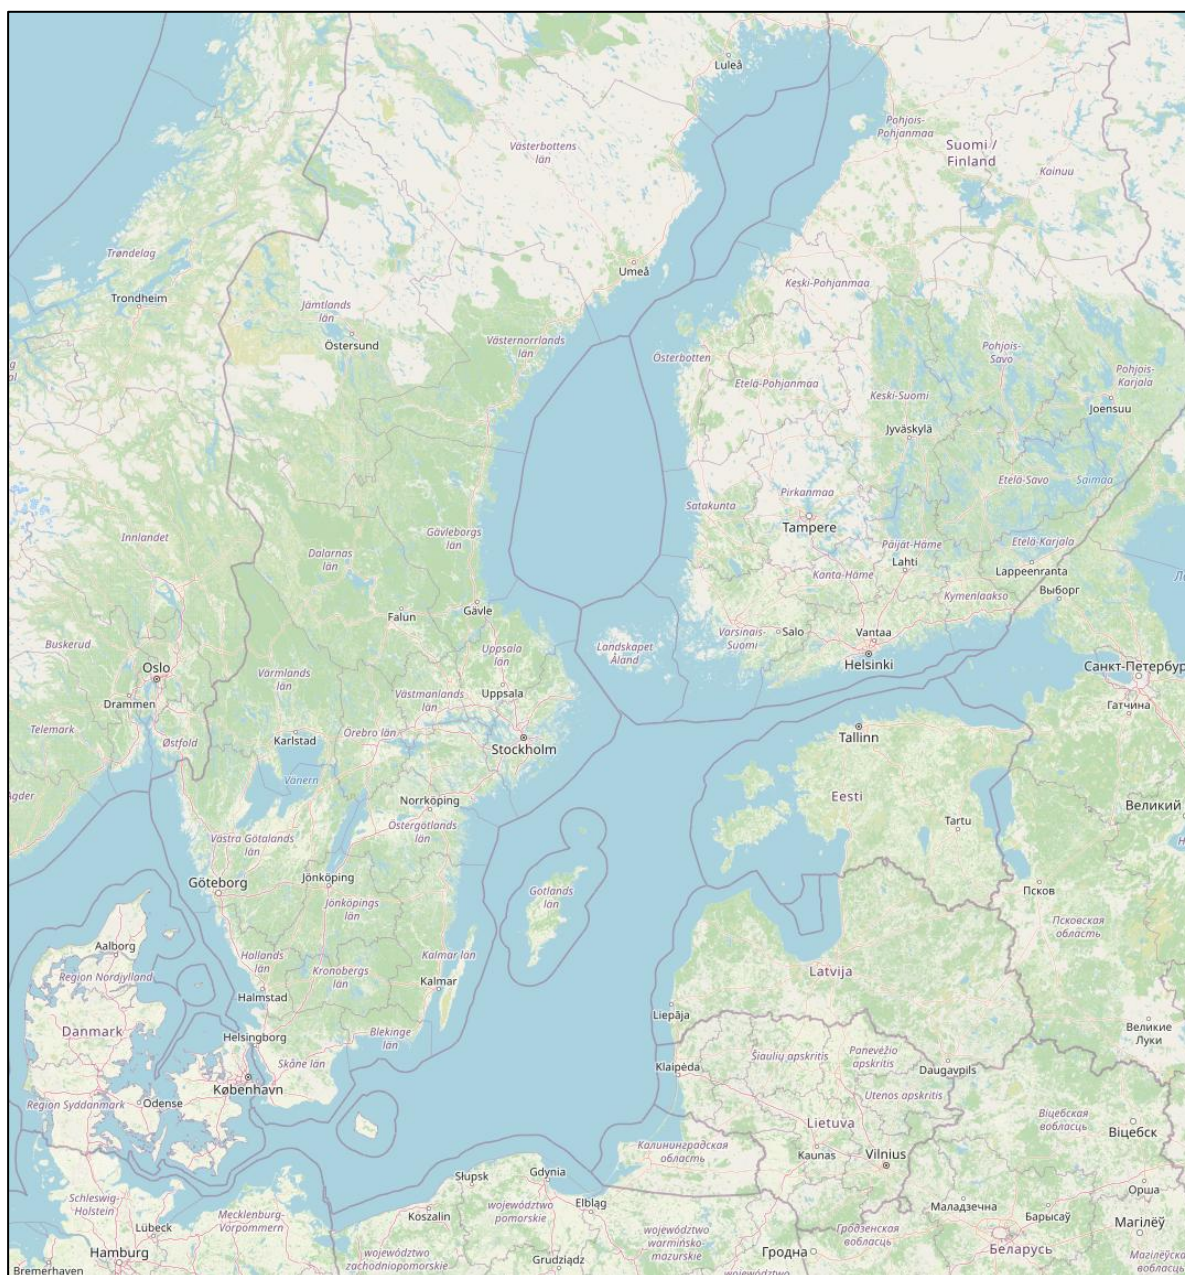 Luleå
Pohjois-
Pohjanmaa
Västerbottens
län
Suomi /
Finland
Kainuu
Trøndelag
Umeå
Keski-Pohjanmaa
Trondheim
Jämtlands
län
Östersund
Västernorrlands
län
Österbotten
Pohjois-
Savo
Etelä-Pohjanmaa
Pohjois-
Karjala
Keski-Suomi
Joensuu
Jyväskylä
Etelä-Savo
Saimaa
Pirkanmaa
Satakunta
Tampere
Innlandet
Gävleborgs
län
Dalarnas
län
Päijät-Häme
Etelä-Karjala
Lahti
Lappeenranta
Kanta-Häme
Выборг
Kymenlaakso
Gävle
Falun
Buskerud
Uppsala
län
Landskapet
Åland
Varsinais-
Suomi
Salo
Vantaa
Helsinki
Oslo
Värmlands
län
Санкт-Петербург
Drammen
Västmanlands
län
Uppsala
Гатчина
Telemark
Østfold
Karlstad
Örebro län
Stockholm
Tallinn
Vänern
Agder
Norrköping
Eesti
Великий
Västra Götalands
län
Östergötlands
län
Tartu
Göteborg
Jönköping
Gotlands
län
Псков
Jönköpings
län
Псковская
область
Aalborg
Hallands
län
Kalmar län
Region Nordjylland
Kronobergs
län
Kalmar
Latvija
Halmstad
Liepāja
Danmark
Helsingborg
Blekinge
län
Великие
Луки
Skåne län
Klaipėda
Šiaulių apskritis
Panevėžio
apskritis
Daugavpils
København
Utenos apskritis
Region Syddanmark
Odense
Lietuva
Віцебская
вобласць
Віцебск
Калининградская
область
Kaunas
Vilnius
Słupsk
Gdynia
Орша
Schleswig-
Holstein
Mecklenburg-
Vorpommern
Koszalin
województwo
pomorskie
Elbląg
Маладзечна
Барысаў
Магілёў
Lübeck
Гродзенская
вобласць
Hamburg
województwo
zachodniopomorskie
województwo
warmińsko-
mazurskie
Гродна
Беларусь
Магілёўская
вобласць
Bremerhaven
Grudziądz
województwo